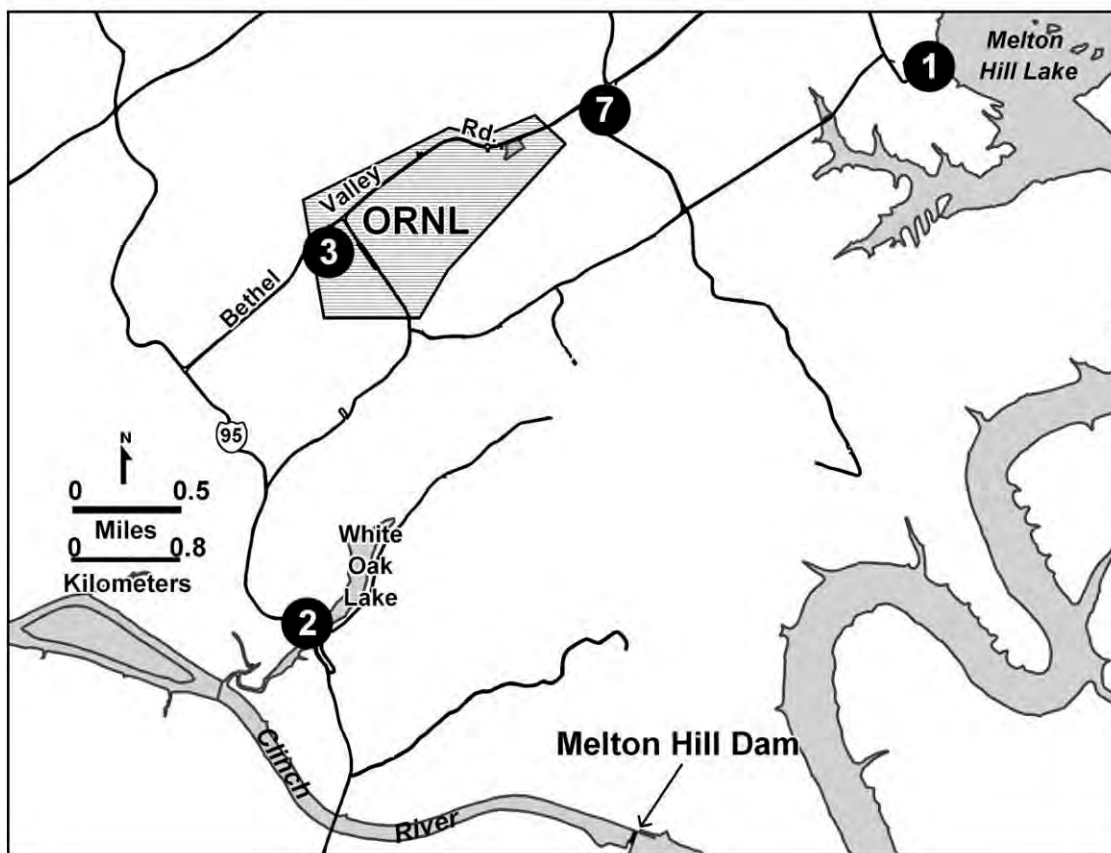 Melton
Hill Lake
1
7
Rd.
Valley
ORNL
3
Bethel
95
N
0 0.5
Miles
0 0.8
Kilometers
White
Oak
Lake
2
Melton Hill Dam
Clinch
River